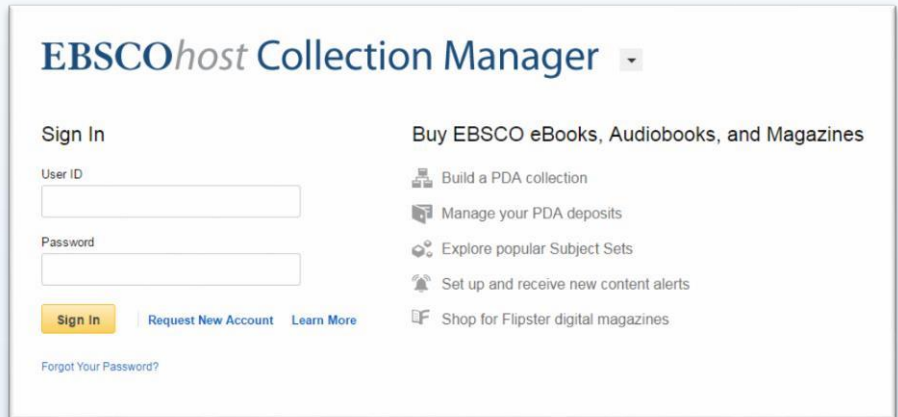 EBSCOhost Collection Manager
Sign In
User ID
Password
Sign In
Request New Account
Learn More
Forgot Your Password?
Buy EBSCO eBooks, Audiobooks, and Magazines
Build a PDA collection
Manage your PDA deposits
Explore popular Subject Sets
Set up and receive new content alerts
Shop for Flipster digital magazines